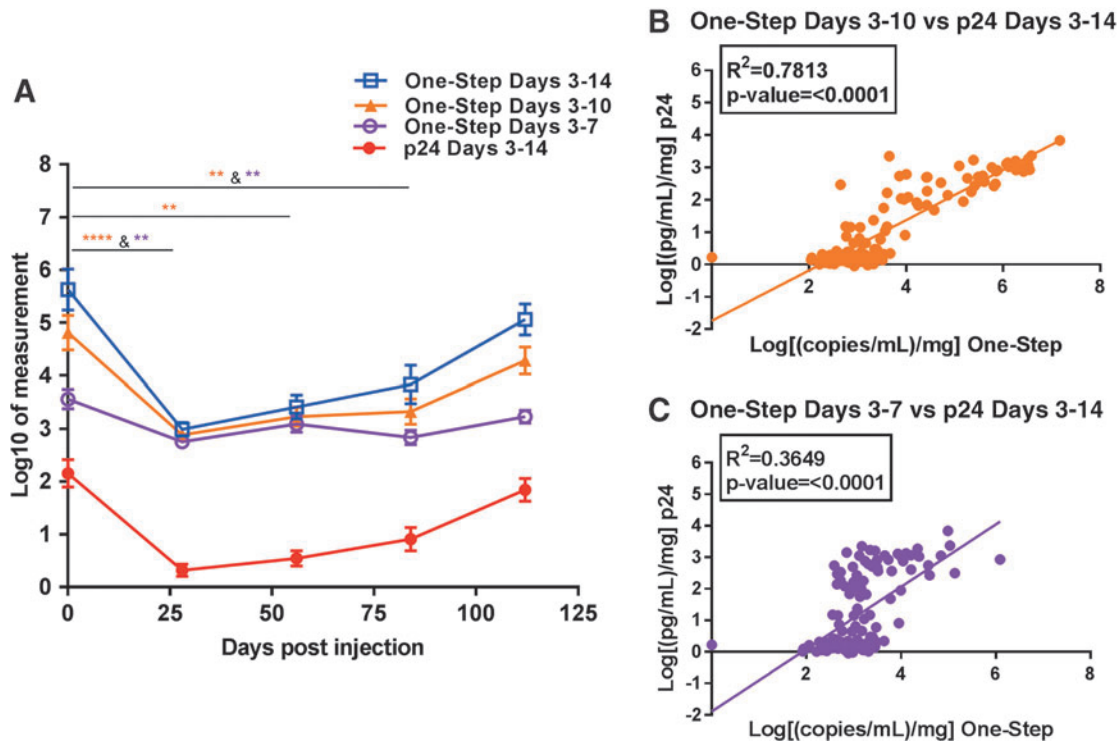 A
One-Step Days 3-14
One-Step Days 3-10
One-Step Days 3-7
p24 Days 3-14
** & **
**
**** & **
8
7
6
5
4
3
2
1
0
Log10 of measurement
0 25 50 75 100 125
Days post injection
B One-Step Days 3-10 vs p24 Days 3-14
R²=0.7813
p-value=<0.0001
6
5
4
3
2
1
0
-1
-2
Log[(pg/mL)/mg] p24
2 4 6 8
Log[(copies/mL)/mg] One-Step
C One-Step Days 3-7 vs p24 Days 3-14
R²=0.3649
p-value=<0.0001
6
5
4
3
2
1
0
-1
-2
Log[(pg/mL)/mg] p24
2 4 6 8
Log[(copies/mL)/mg] One-Step